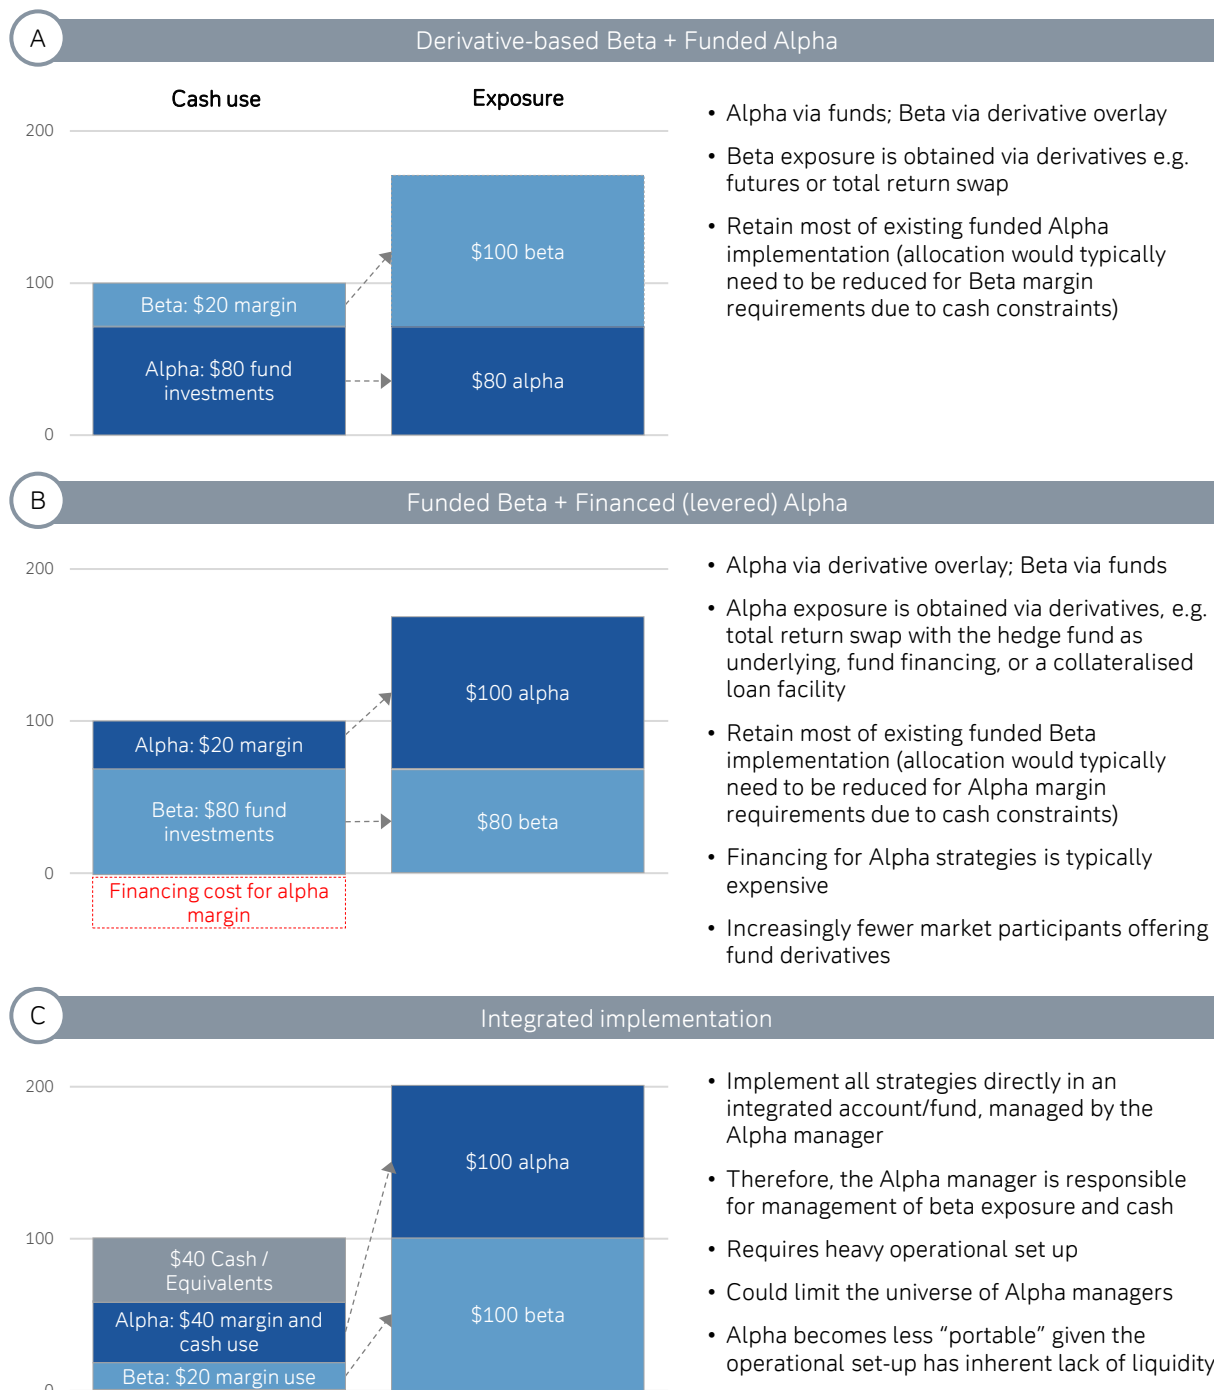 A
Derivative-based Beta + Funded Alpha
Cash use
Exposure
200
100
0
Beta: $20 margin
Alpha: $80 fund
investments
$100 beta
$80 alpha
• Alpha via funds; Beta via derivative overlay
• Beta exposure is obtained via derivatives e.g.
futures or total return swap
• Retain most of existing funded Alpha
implementation (allocation would typically
need to be reduced for Beta margin
requirements due to cash constraints)
B
Funded Beta + Financed (levered) Alpha
200
100
0
Alpha: $20 margin
Beta: $80 fund
investments
Financing cost for alpha
margin
$100 alpha
$80 beta
• Alpha via derivative overlay; Beta via funds
• Alpha exposure is obtained via derivatives, e.g.
total return swap with the hedge fund as
underlying, fund financing, or a collateralised
loan facility
• Retain most of existing funded Beta
implementation (allocation would typically
need to be reduced for Alpha margin
requirements due to cash constraints)
• Financing for Alpha strategies is typically
expensive
• Increasingly fewer market participants offering
fund derivatives
C
Integrated implementation
200
100
0
$40 Cash /
Equivalents
Alpha: $40 margin and
cash use
Beta: $20 margin use
$100 alpha
$100 beta
• Implement all strategies directly in an
integrated account/fund, managed by the
Alpha manager
• Therefore, the Alpha manager is responsible
for management of beta exposure and cash
• Requires heavy operational set up
• Could limit the universe of Alpha managers
• Alpha becomes less “portable” given the
operational set-up has inherent lack of liquidity